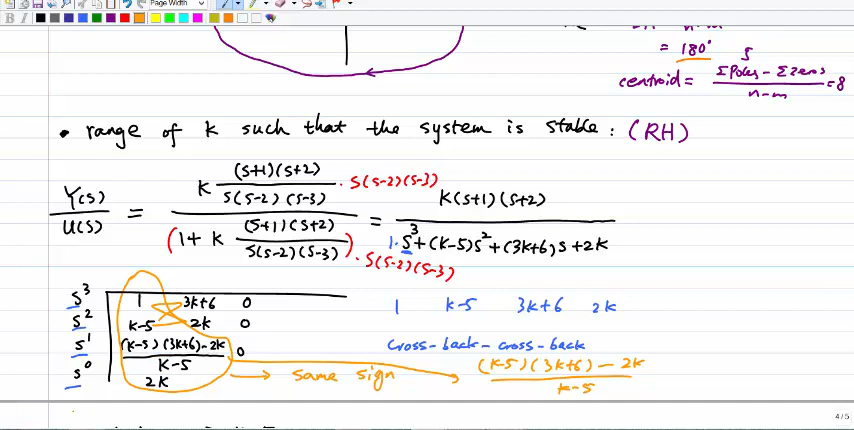 B I
Page Width
= 180°
centroid = (Σpoles - Σzeros)/(n-m) = 8
5
• range of k such that the system is stable : (RH)
Y(s)/U(s) = [K (s+1)(s+2)/(s(s-2)(s-3)) · s(s-2)(s-3)] / [(1 + K (s+1)(s+2)/(s(s-2)(s-3))) · s(s-2)(s-3)] = K(s+1)(s+2) / [1·s³+(K-5)s²+(3K+6)s+2K]
s³ 1 3k+6 0 1 k-5 3k+6 2k
s² k-5 2k 0
s¹ ((k-5)(3k+6)-2k)/(k-5) 0 cross-back-cross-back
s⁰ 2k → same sign → ((k-5)(3k+6)-2k)/(k-5)
4/5